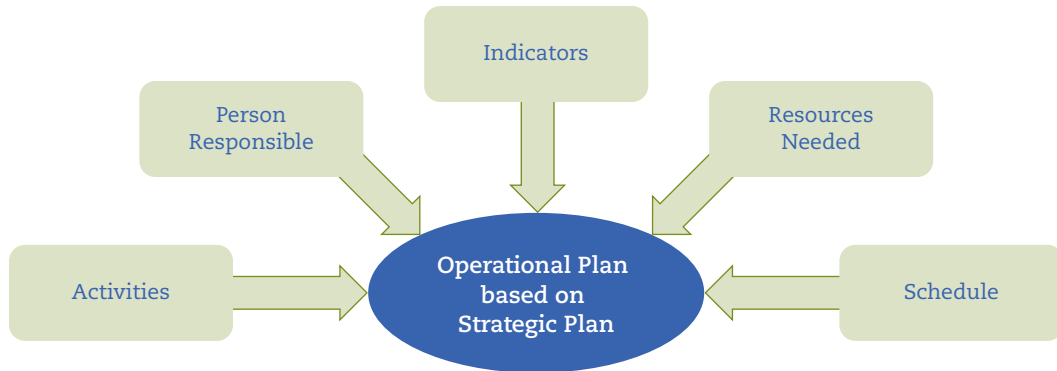 Indicators
Person
Responsible
Resources
Needed
Activities
Operational Plan
based on
Strategic Plan
Schedule